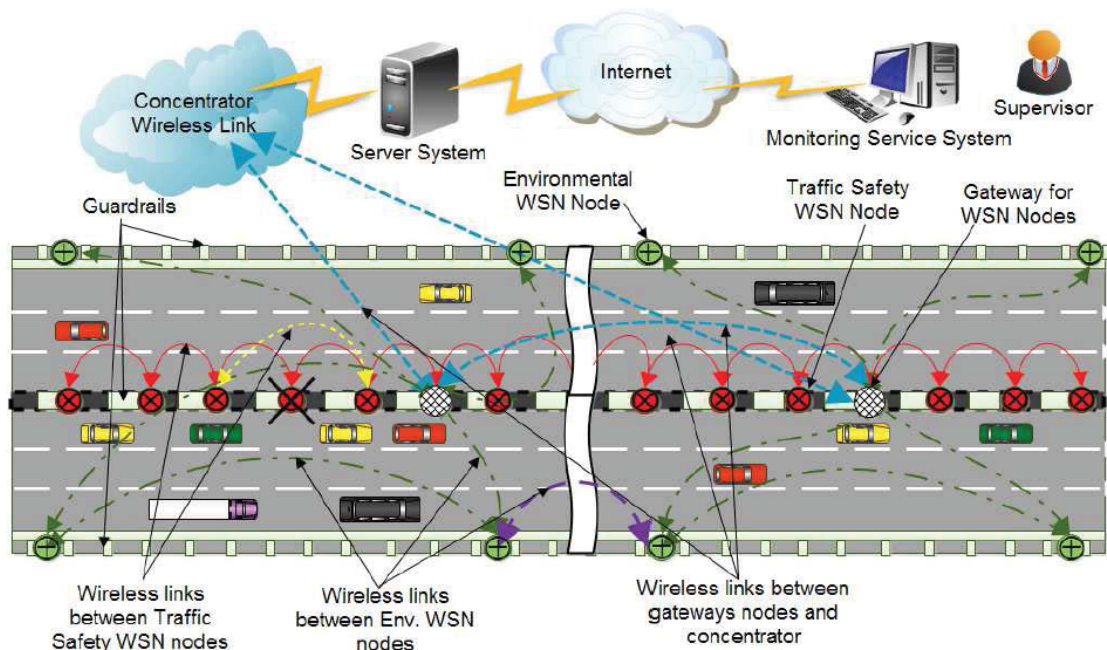 Concentrator
Wireless Link
Server System
Internet
Monitoring Service System
Supervisor
Guardrails
Environmental
WSN Node
Traffic Safety
WSN Node
Gateway for
WSN Nodes
Wireless links
between Traffic
Safety WSN nodes
Wireless links
between Env. WSN
nodes
Wireless links between
gateways nodes and
concentrator